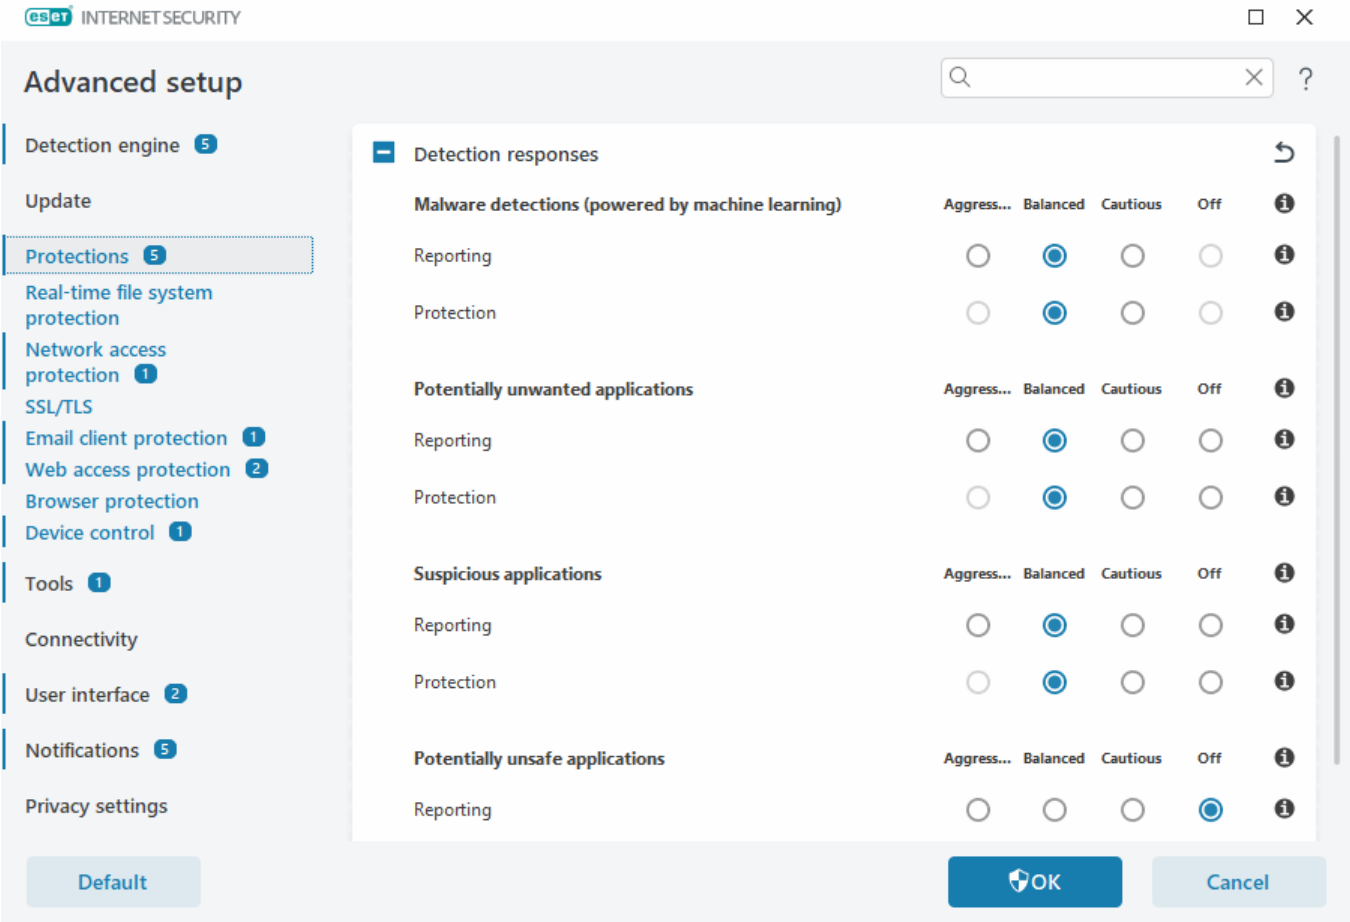 eseT INTERNET SECURITY
Advanced setup
?
Detection engine 5
Update
Protections 5
Real-time file system
protection
Network access
protection 1
SSL/TLS
Email client protection 1
Web access protection 2
Browser protection
Device control 1
Tools 1
Connectivity
User interface 2
Notifications 5
Privacy settings
Detection responses
Malware detections (powered by machine learning) Aggress... Balanced Cautious Off
Reporting
Protection
Potentially unwanted applications Aggress... Balanced Cautious Off
Reporting
Protection
Suspicious applications Aggress... Balanced Cautious Off
Reporting
Protection
Potentially unsafe applications Aggress... Balanced Cautious Off
Reporting
Default OK Cancel